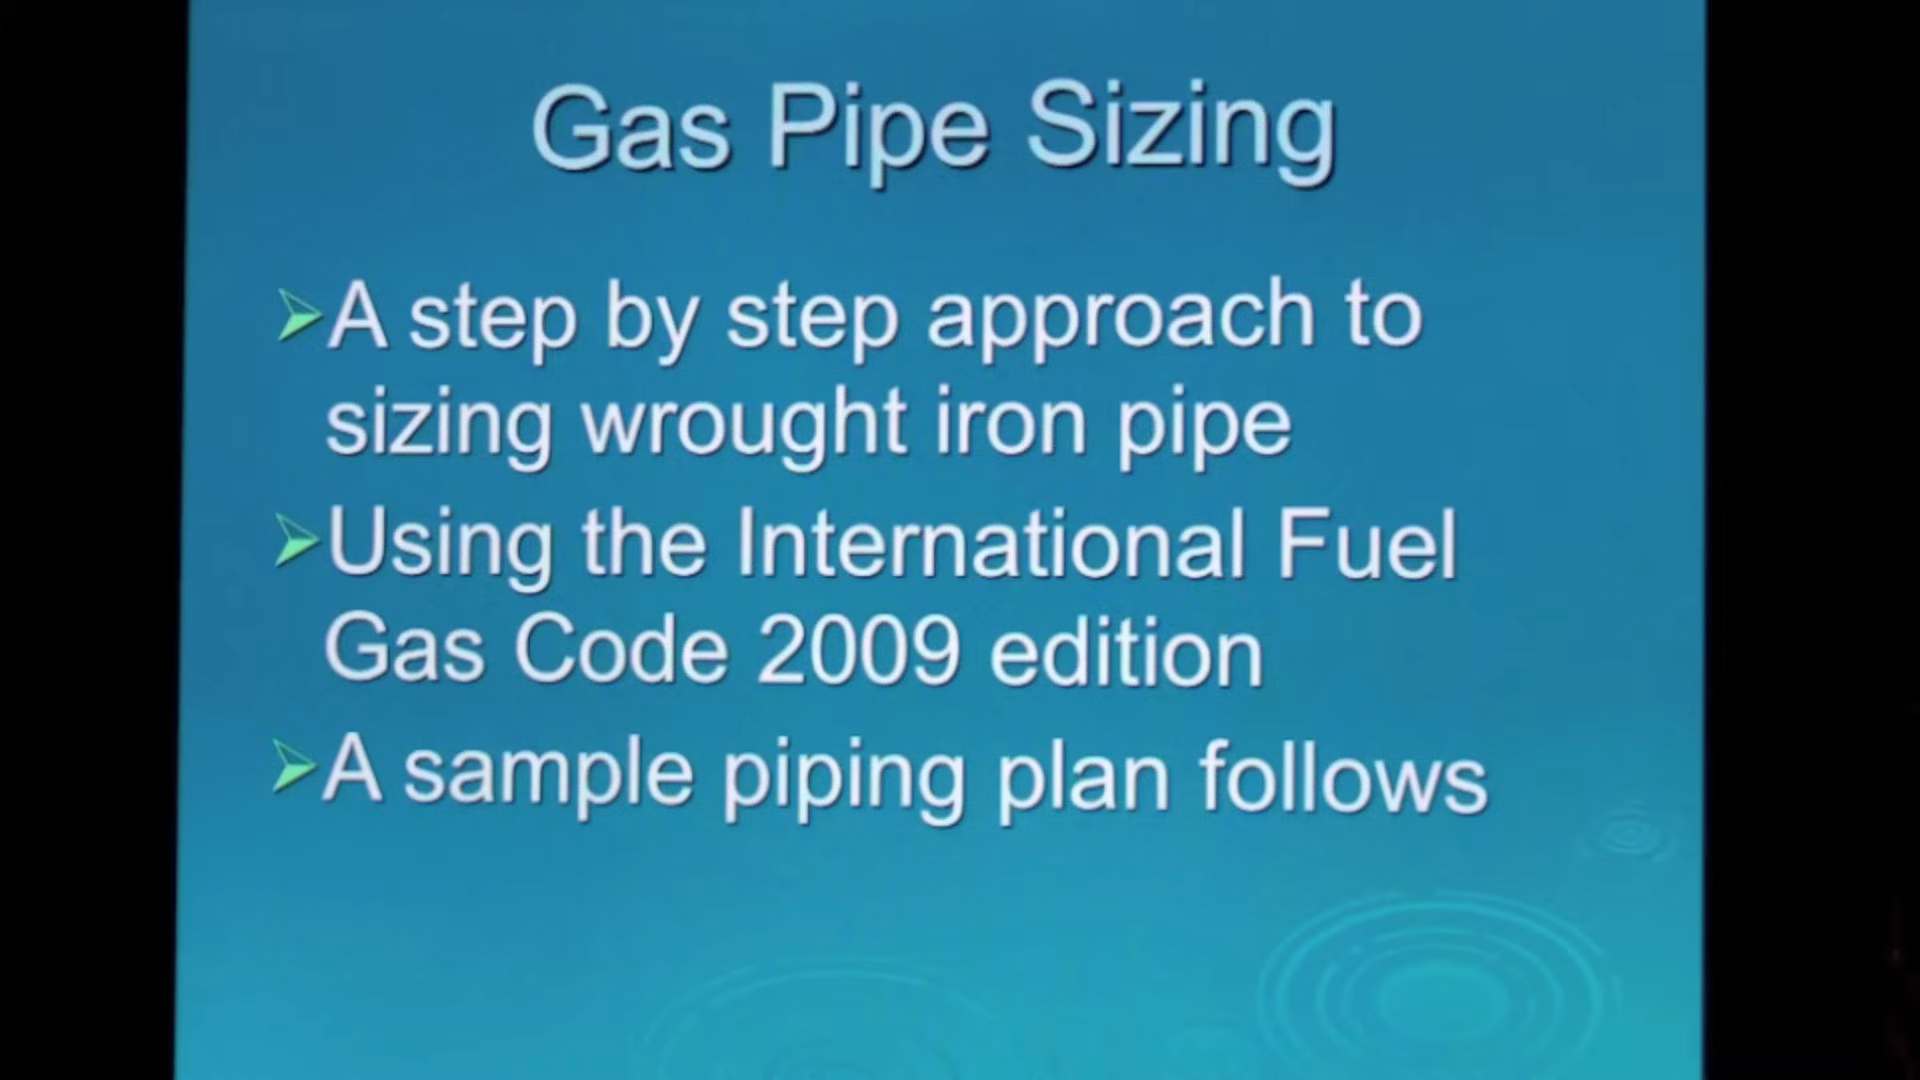 Gas Pipe Sizing
A step by step approach to
sizing wrought iron pipe
Using the International Fuel
Gas Code 2009 edition
A sample piping plan follows